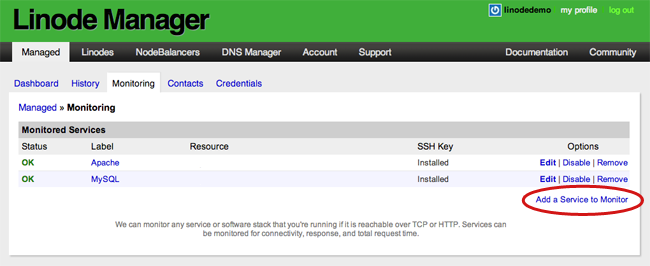 Linode Manager
linodedemo my profile log out
Managed Linodes NodeBalancers DNS Manager Account Support Documentation Community
Dashboard History Monitoring Contacts Credentials
Managed » Monitoring
Monitored Services
Status Label Resource SSH Key Options
OK Apache Installed Edit | Disable | Remove
OK MySQL Installed Edit | Disable | Remove
Add a Service to Monitor
We can monitor any service or software stack that you're running if it is reachable over TCP or HTTP. Services can
be monitored for connectivity, response, and total request time.